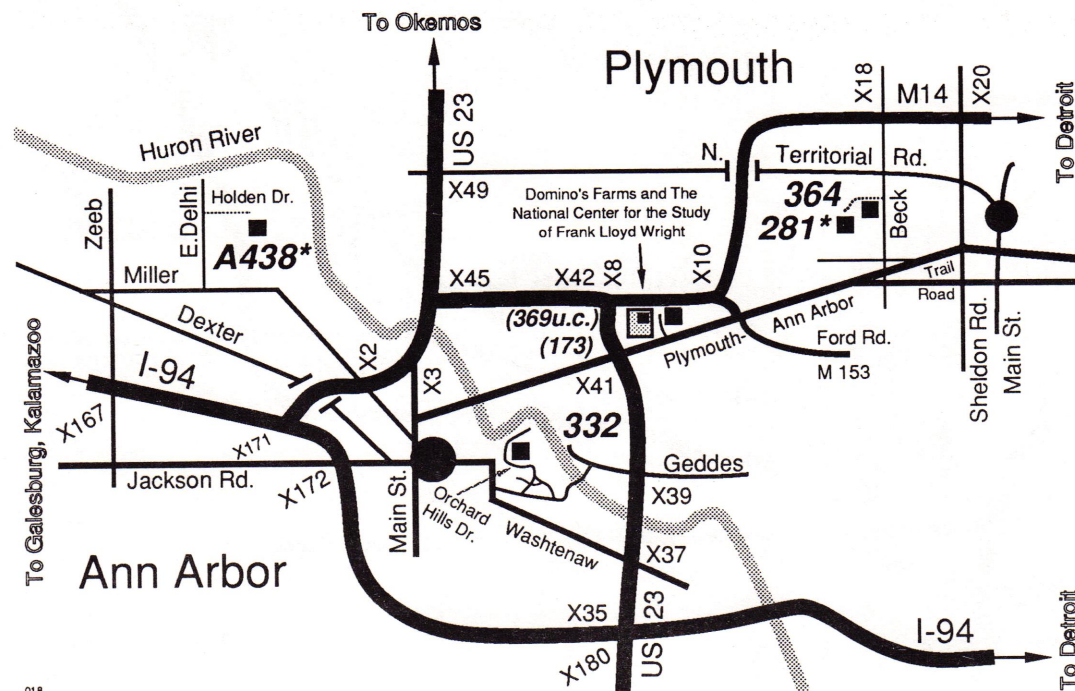 To Okemos
Plymouth
X18
M14
X20
To Detroit
US 23
Huron River
N.
Territorial
Rd.
X49
Domino's Farms and The
National Center for the Study
of Frank Lloyd Wright
364
281*
Beck
Zeeb
E.Delhi
Holden Dr.
A438*
Miller
X45
X42
X8
X10
Trail
Road
Dexter
(369u.c.)
(173)
Plymouth-
Ann Arbor
Ford Rd.
M 153
Sheldon Rd.
Main St.
To Galesburg, Kalamazoo
I-94
X2
X3
X41
X167
X171
332
Geddes
Jackson Rd.
X172
Main St.
Orchard
Hills Dr.
X39
Washtenaw
X37
Ann Arbor
X35
US 23
X180
I-94
To Detroit
018